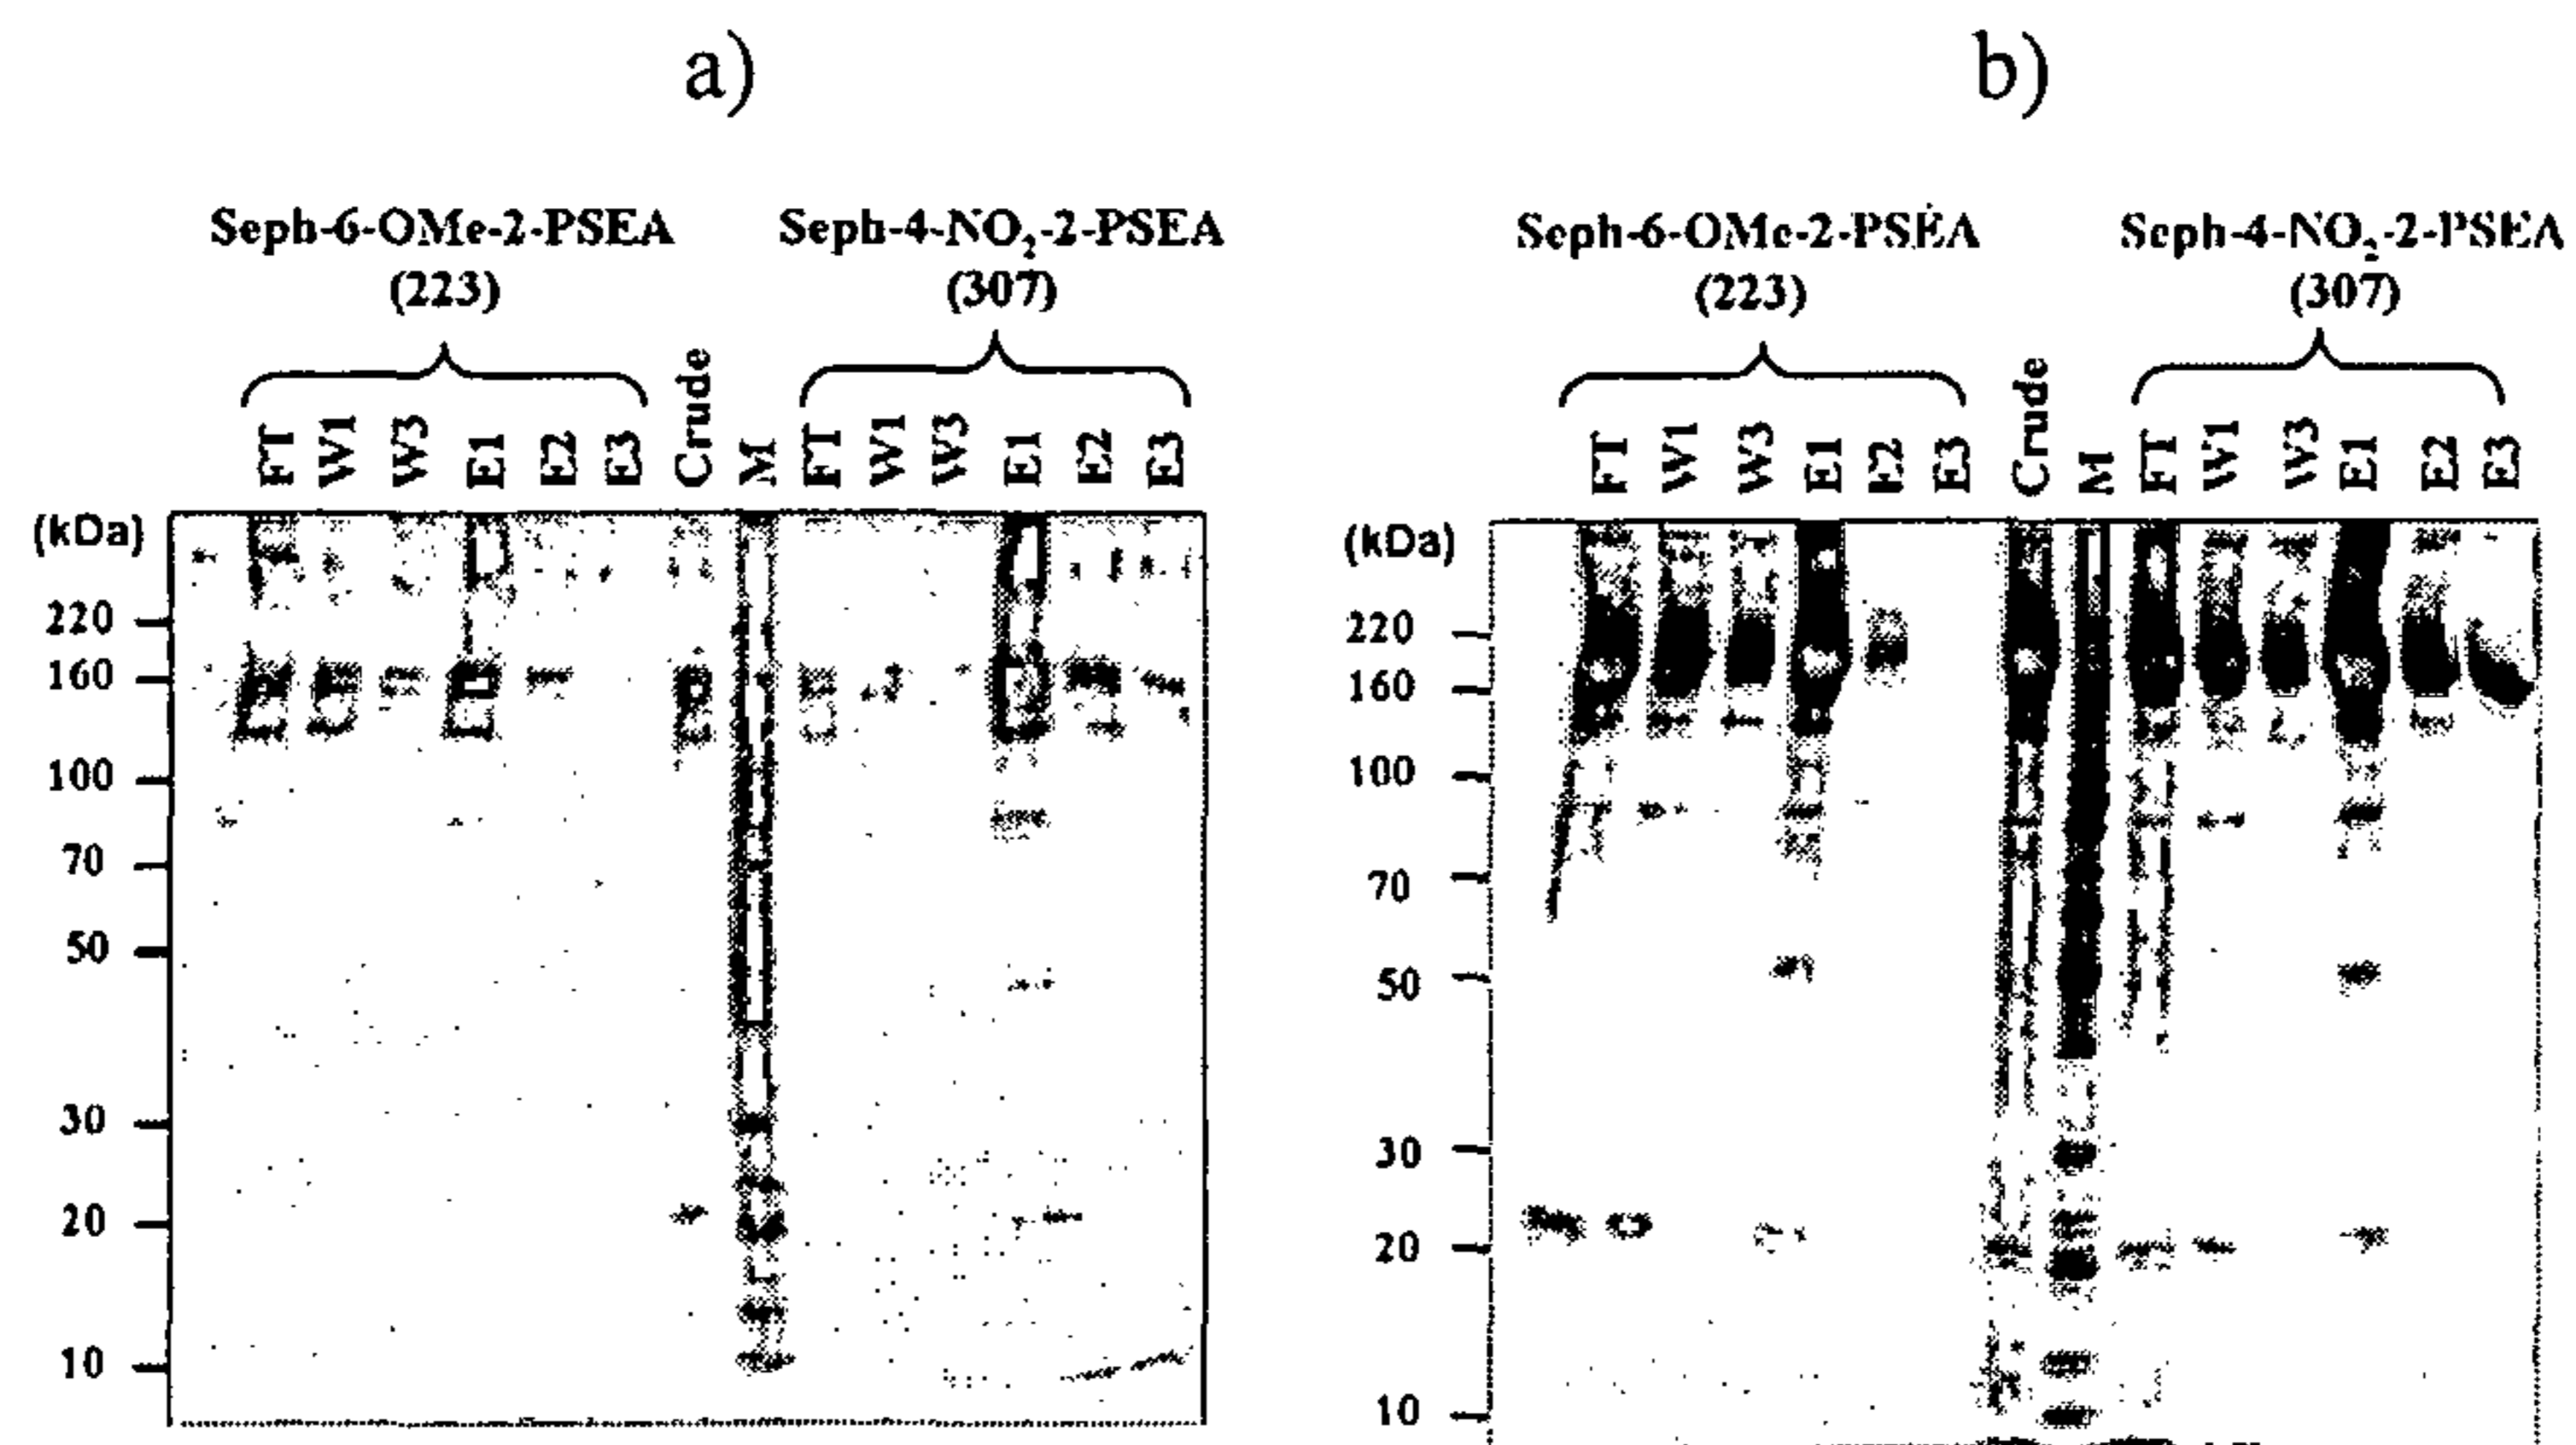 a)
Seph-6-OMe-2-PSEA
(223)
Seph-4-NO₂-2-PSEA
(307)
FT W1 W3 E1 E2 E3 Crude M FT W1 W3 E1 E2 E3
(kDa)
220
160
100
70
50
30
20
10
b)
Seph-6-OMe-2-PSEA
(223)
Seph-4-NO₂-2-PSEA
(307)
FT W1 W3 E1 E2 E3 Crude M FT W1 W3 E1 E2 E3
(kDa)
220
160
100
70
50
30
20
10